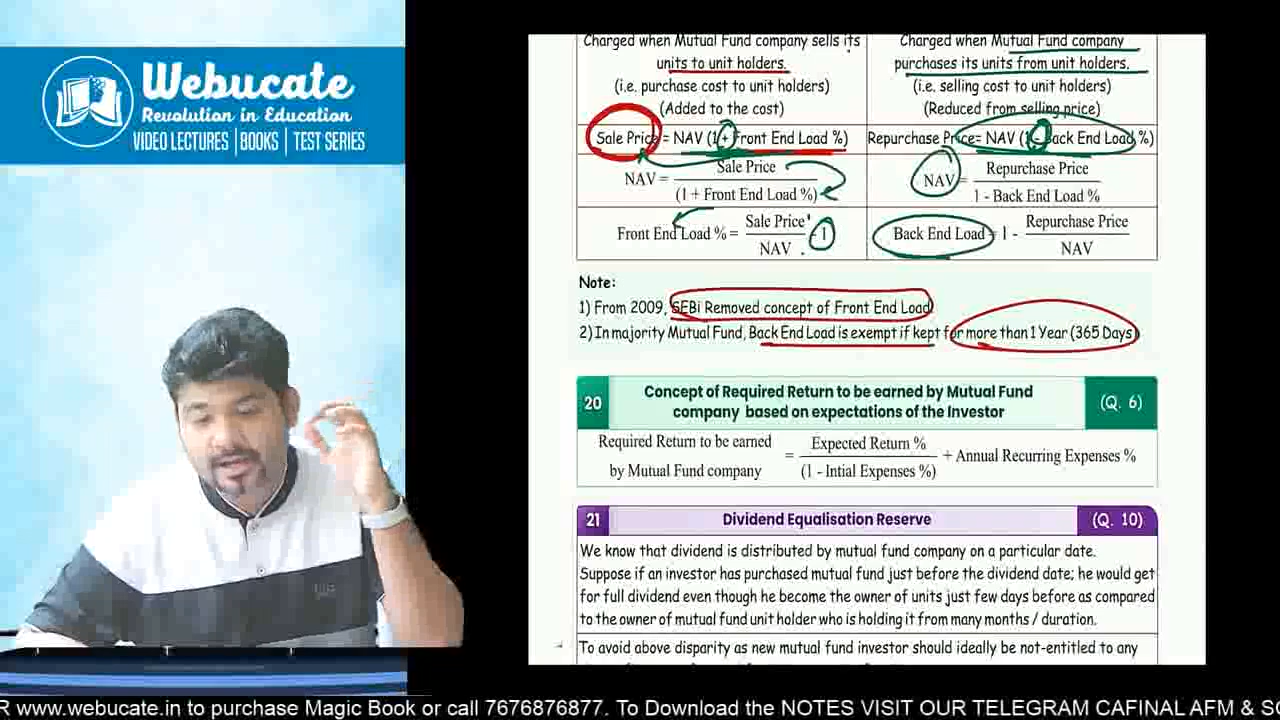 Webucate
Revolution in Education
VIDEO LECTURES | BOOKS | TEST SERIES
Charged when Mutual Fund company sells its
units to unit holders.
(i.e. purchase cost to unit holders)
(Added to the cost)
Charged when Mutual Fund company
purchases its units from unit holders.
(i.e. selling cost to unit holders)
(Reduced from selling price)
Sale Price = NAV (1 + Front End Load %)
Repurchase Price = NAV (1 - Back End Load %)
NAV = Sale Price
(1 + Front End Load %)
NAV = Repurchase Price
1 - Back End Load %
Front End Load % = Sale Price - 1
NAV
Back End Load = 1 - Repurchase Price
NAV
Note:
1) From 2009, SEBi Removed concept of Front End Load
2) In majority Mutual Fund, Back End Load is exempt if kept for more than 1 Year (365 Days)
20 Concept of Required Return to be earned by Mutual Fund (Q. 6)
company based on expectations of the Investor
Required Return to be earned
by Mutual Fund company
= Expected Return % + Annual Recurring Expenses %
(1 - Intial Expenses %)
21 Dividend Equalisation Reserve (Q. 10)
We know that dividend is distributed by mutual fund company on a particular date.
Suppose if an investor has purchased mutual fund just before the dividend date; he would get
for full dividend even though he become the owner of units just few days before as compared
to the owner of mutual fund unit holder who is holding it from many months / duration.
To avoid above disparity as new mutual fund investor should ideally be not-entitled to any
R www.webucate.in to purchase Magic Book or call 7676876877. To Download the NOTES VISIT OUR TELEGRAM CAFINAL AFM & S